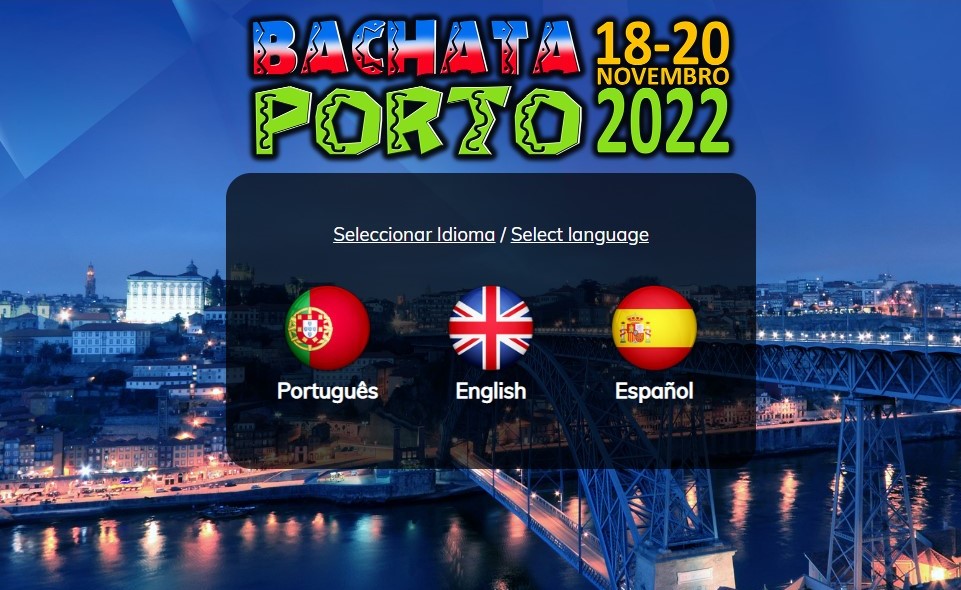 BACHATA
PORTO
18-20
NOVEMBRO
2022
Seleccionar Idioma / Select language
Português
English
Español